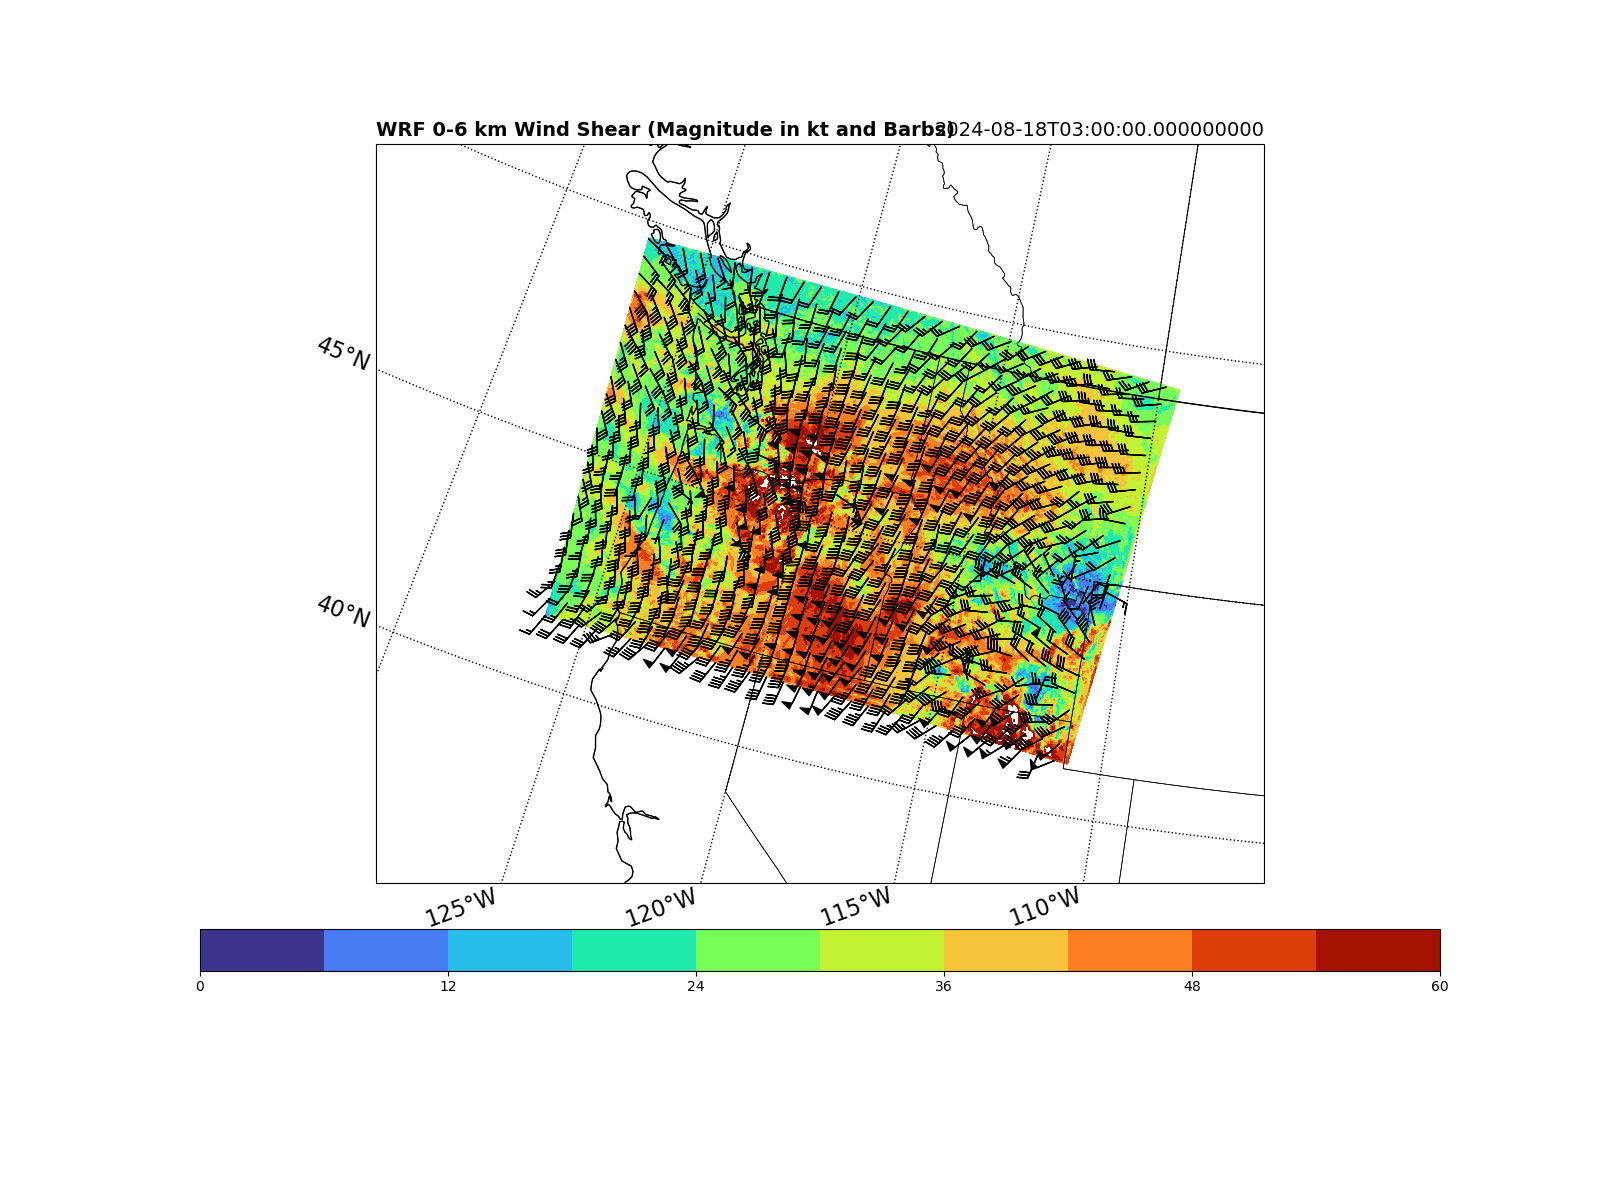 WRF 0-6 km Wind Shear (Magnitude in kt and Barbs)
2024-08-18T03:00:00.000000000
45°N
40°N
125°W 120°W 115°W 110°W
0 12 24 36 48 60